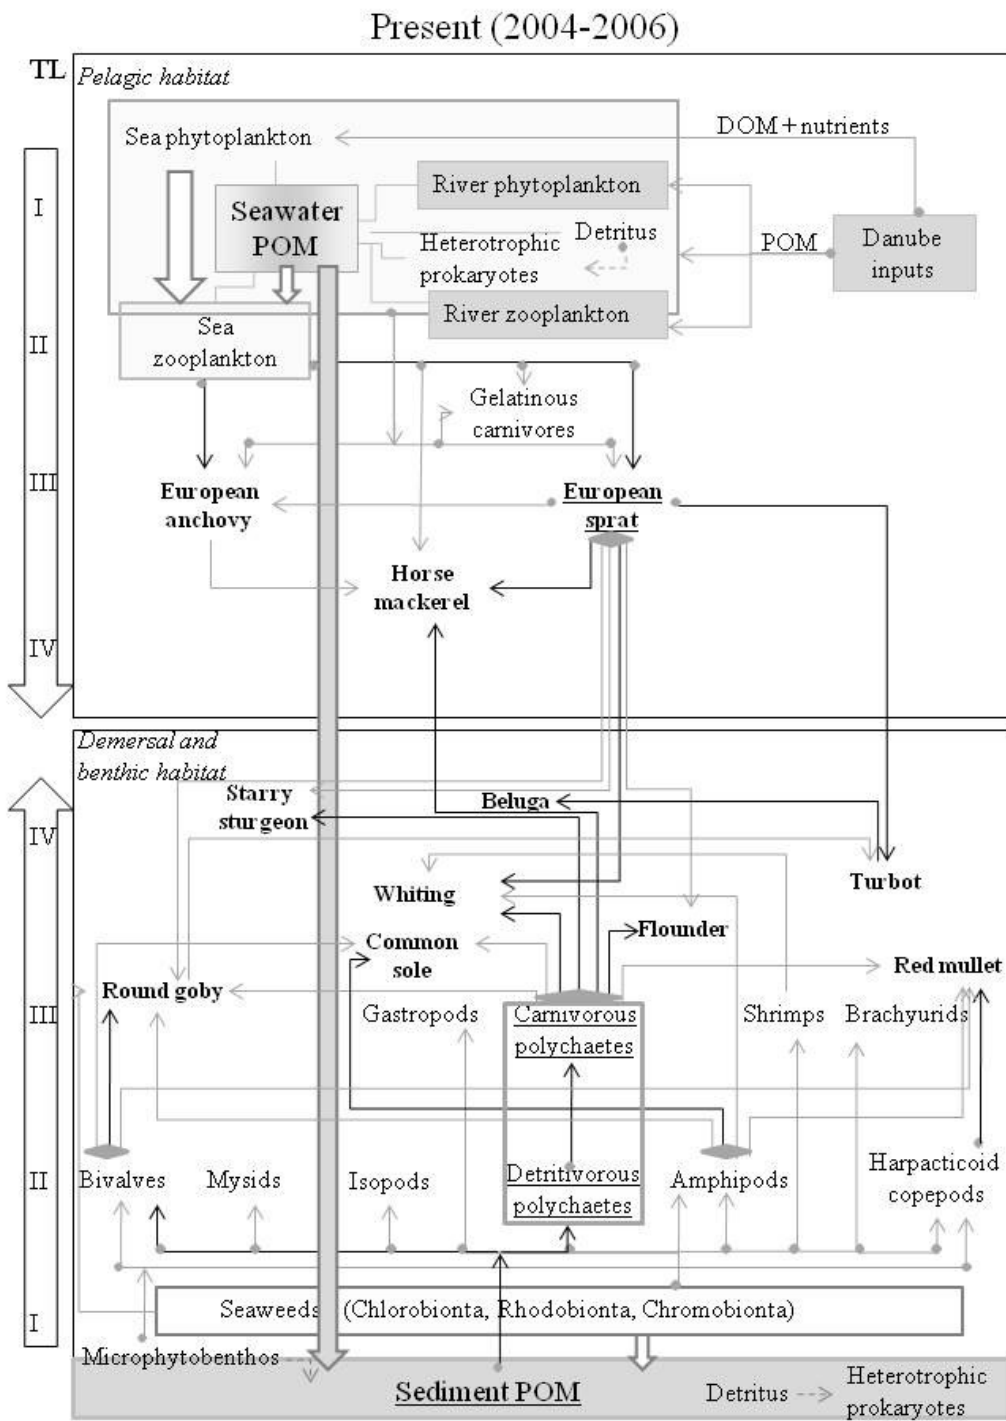 Present (2004-2006)
TL
Pelagic habitat
Sea phytoplankton
DOM + nutrients
I
River phytoplankton
Seawater
POM
Detritus
Heterotrophic
prokaryotes
POM
Danube
inputs
River zooplankton
II
Sea
zooplankton
Gelatinous
carnivores
III
European
anchovy
European
sprat
Horse
mackerel
IV
Demersal and
benthic habitat
Starry
sturgeon
Beluga
IV
Whiting
Turbot
Flounder
Common
sole
Red mullet
Round goby
III
Gastropods
Carnivorous
polychaetes
Shrimps
Brachyurids
II
Bivalves
Mysids
Isopods
Detritivorous
polychaetes
Amphipods
Harpacticoid
copepods
I
Seaweeds (Chlorobionta, Rhodobionta, Chromobionta)
Microphytobenthos
Sediment POM
Detritus
Heterotrophic
prokaryotes